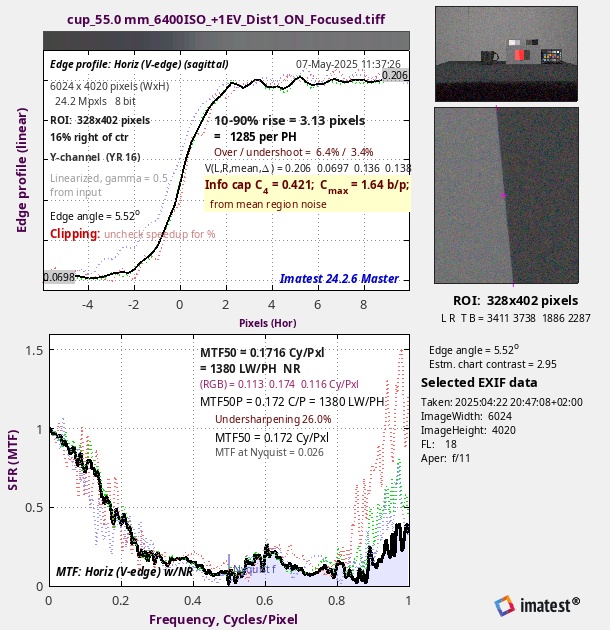 cup_55.0 mm_6400ISO_+1EV_Dist1_ON_Focused.tiff
Edge profile: Horiz (V-edge) (sagittal)
07-May-2025 11:37:26
0.206
6024 x 4020 pixels (WxH)
24.2 Mpxls   8 bit
ROI:  328x402 pixels
16% right of ctr
Y-channel  (YR 16)
Linearized, gamma = 0.5,
from input
Edge angle = 5.52⁰
Clipping: uncheck speedup for %
10-90% rise = 3.13 pixels
=   1285 per PH
Over / undershoot =  6.4% /  3.4%
V(L,R,mean,Δ) = 0.206  0.0697  0.136  0.138
Info cap C4 = 0.421;  Cmax = 1.64 b/p;
from mean region noise
0.0698
Imatest 24.2.6 Master
Edge profile (linear)
-4 -2 0 2 4 6 8
Pixels (Hor)
ROI:  328x402 pixels
L R  T B = 3411 3738  1886 2287
Edge angle = 5.52⁰
Estm. chart contrast = 2.95
Selected EXIF data
Taken: 2025:04:22 20:47:08+02:00
ImageWidth:  6024
ImageHeight:  4020
FL:   18
Aper:  f/11
MTF50 = 0.1716 Cy/Pxl
= 1380 LW/PH  NR
(RGB) = 0.113  0.174  0.116 Cy/Pxl
MTF50P = 0.172 C/P = 1380 LW/PH
Undersharpening 26.0%
MTF50 = 0.172 Cy/Pxl
MTF at Nyquist = 0.026
1.5
1
0.5
0
SFR (MTF)
MTF: Horiz (V-edge) w/NR
Nyquist f
0 0.2 0.4 0.6 0.8 1
Frequency, Cycles/Pixel
imatest®